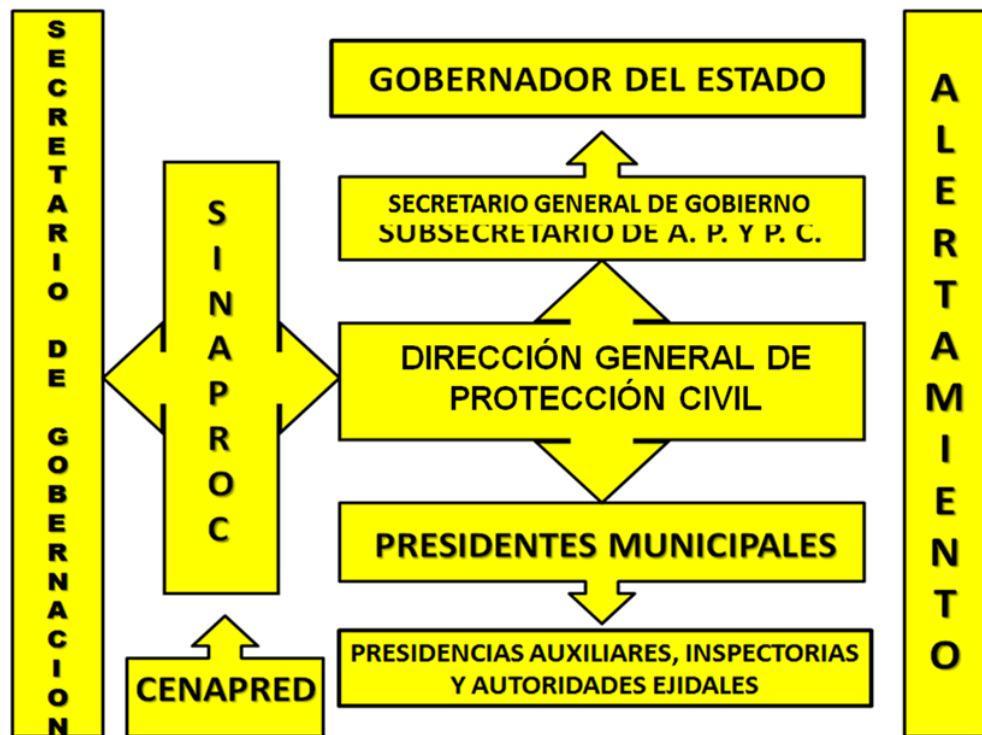 SECRETARIO DE GOBERNACION
SINAPROC
CENAPRED
GOBERNADOR DEL ESTADO
SECRETARIO GENERAL DE GOBIERNO
SUBSECRETARIO DE A. P. Y P. C.
DIRECCIÓN GENERAL DE
PROTECCIÓN CIVIL
PRESIDENTES MUNICIPALES
PRESIDENCIAS AUXILIARES, INSPECTORIAS
Y AUTORIDADES EJIDALES
ALERTAMIENTO